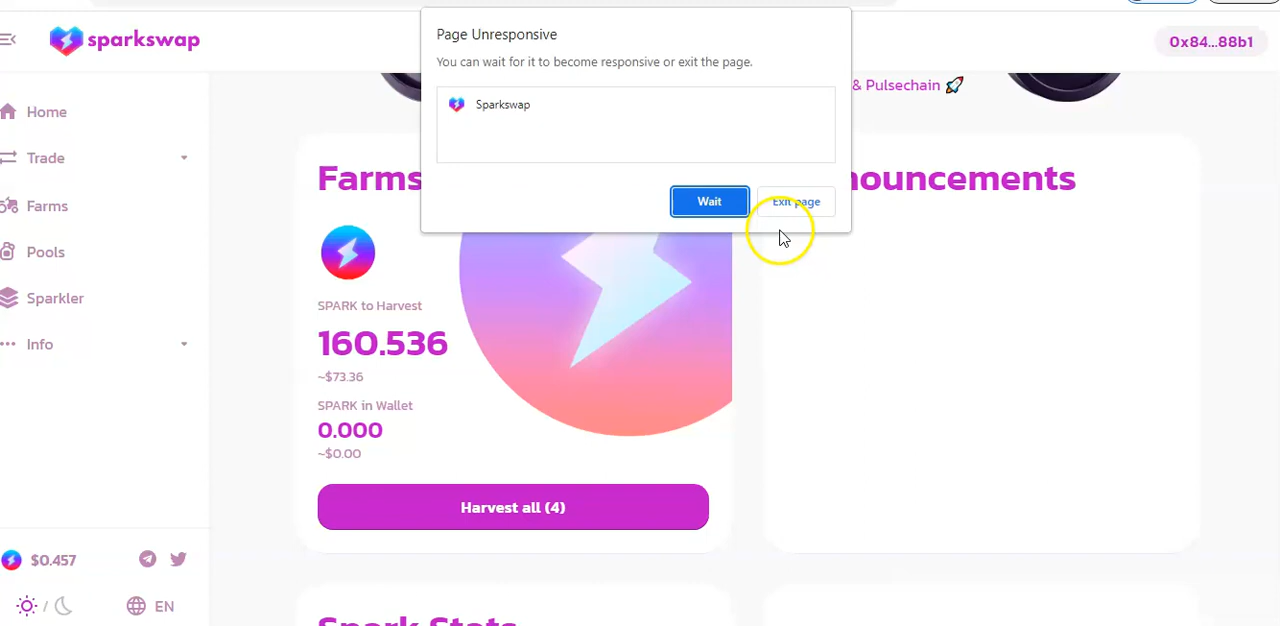 Page Unresponsive
You can wait for it to become responsive or exit the page.
Sparkswap
Wait
Exit page
sparkswap
0x84...88b1
& Pulsechain 🚀
Home
Trade
Farms
Pools
Sparkler
Info
$0.457
/
EN
Farms
SPARK to Harvest
160.536
~$73.36
SPARK in Wallet
0.000
~$0.00
Harvest all (4)
nouncements
Spark Stats